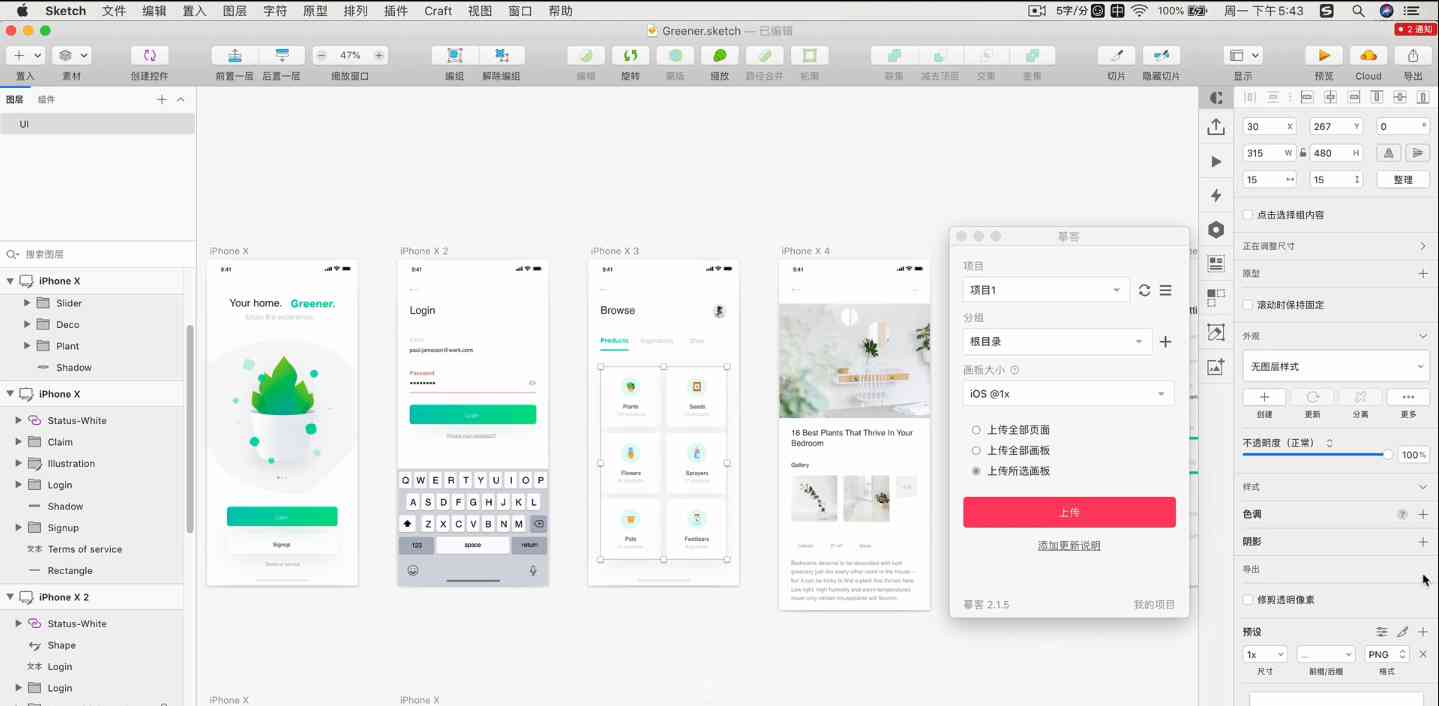 Sketch 文件 编辑 置入 图层 字符 原型 排列 插件 Craft 视图 窗口 帮助 5字/分 中 100% 周一 下午5:43
Greener.sketch — 已编辑
2 通知
47%
置入 素材 创建控件 前置一层 后置一层 缩放窗口 编组 解除编组 编辑 旋转 蒙版 缩放 路径合并 轮廓 联集 减去顶层 交集 差集 切片 隐藏切片 显示 预览 Cloud 导出
图层 组件
UI
搜索图层
iPhone X
Slider
Deco
Plant
Shadow
iPhone X
Status-White
Claim
Illustration
Login
Shadow
Signup
文本 Terms of service
Rectangle
iPhone X 2
Status-White
Shape
文本 Login
Login
iPhone X
9:41
Your home. Greener.
Enjoy the experience.
Login
Signup
Terms of service
iPhone X 2
9:41
Login
Password
Login
Forgot your password?
Q W E R T Y U I O P
A S D F G H J K L
Z X C V B N M
123 space return
iPhone X 3
9:41
Browse
Products Inspirations Shop
Plants Seeds
Flowers Sprayers
Pots Fertilizers
iPhone X 4
9:41
16 Best Plants That Thrive In Your
Bedroom
Gallery
iPhone X
iPhone X
摹客
项目
项目1
分组
根目录
画板大小
iOS @1x
上传全部页面
上传全部画板
上传所选画板
上传
添加更新说明
摹客 2.1.5 我的项目
30 X 267 Y 0 °
315 W 480 H
15 15 整理
点击选择组内容
正在调整尺寸
原型
滚动时保持固定
外观
无图层样式
创建 更新 分离 更多
不透明度（正常）
100%
样式
色调
阴影
导出
修剪透明像素
预设
1x ... PNG
尺寸 前缀/后缀 格式